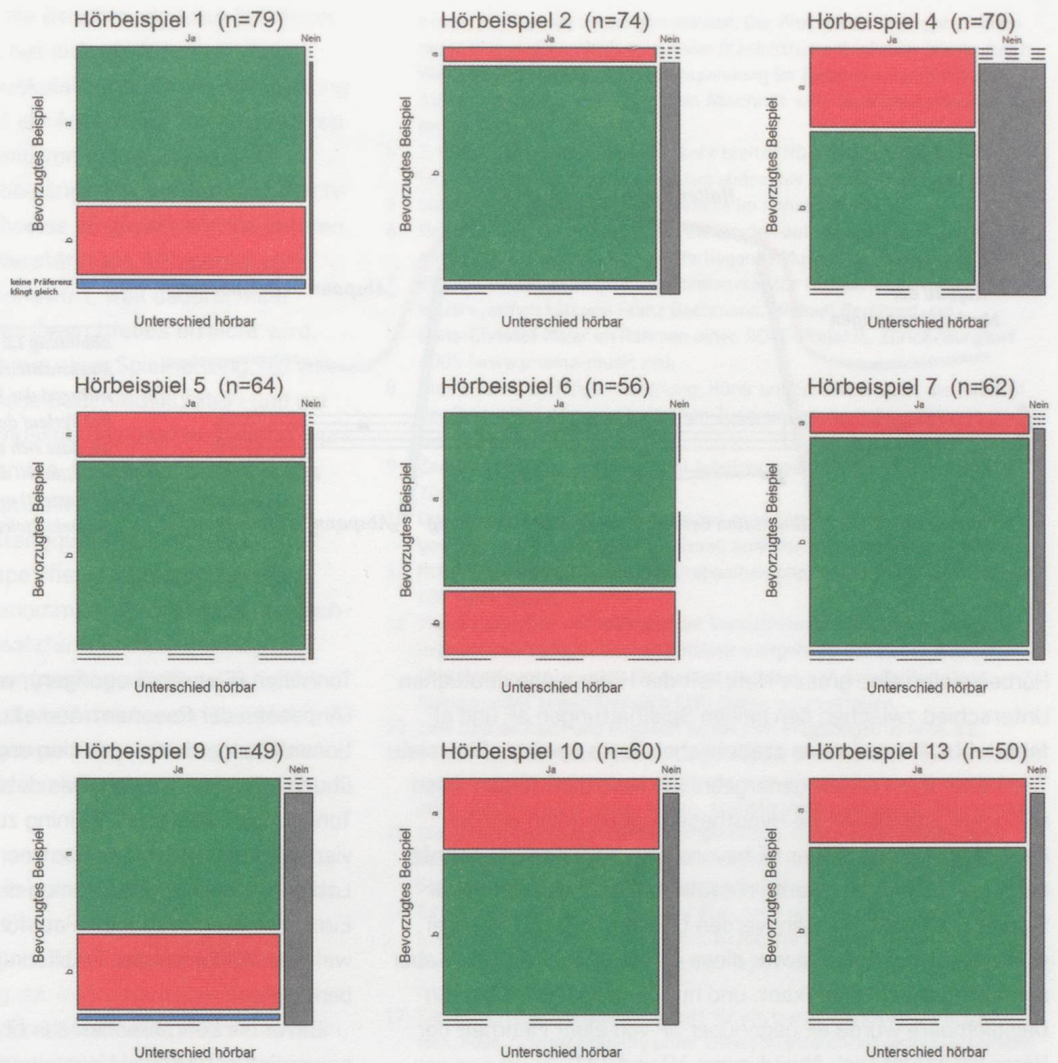 Hörbeispiel 1 (n=79)
Ja
Nein
Bevorzugtes Beispiel
a
b
keine Präferenz
klingt gleich
Unterschied hörbar
Hörbeispiel 2 (n=74)
Ja
Nein
Bevorzugtes Beispiel
a
b
Unterschied hörbar
Hörbeispiel 4 (n=70)
Ja
Nein
Bevorzugtes Beispiel
a
b
Unterschied hörbar
Hörbeispiel 5 (n=64)
Ja
Nein
Bevorzugtes Beispiel
a
b
Unterschied hörbar
Hörbeispiel 6 (n=56)
Ja
Nein
Bevorzugtes Beispiel
a
b
Unterschied hörbar
Hörbeispiel 7 (n=62)
Ja
Nein
Bevorzugtes Beispiel
a
b
Unterschied hörbar
Hörbeispiel 9 (n=49)
Ja
Nein
Bevorzugtes Beispiel
a
b
Unterschied hörbar
Hörbeispiel 10 (n=60)
Ja
Nein
Bevorzugtes Beispiel
a
b
Unterschied hörbar
Hörbeispiel 13 (n=50)
Ja
Nein
Bevorzugtes Beispiel
a
b
Unterschied hörbar